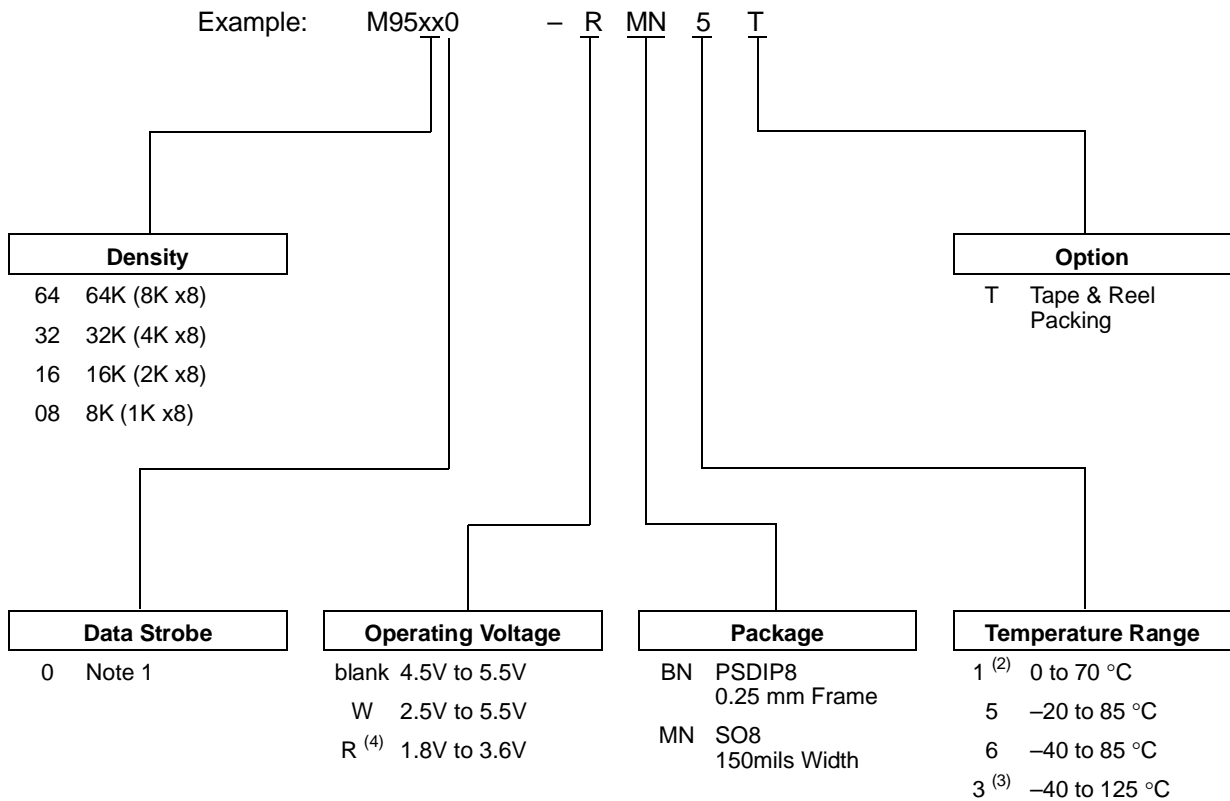 Example: M95xx0 – R MN 5 T
Density
64 64K (8K x8)
32 32K (4K x8)
16 16K (2K x8)
08 8K (1K x8)
Option
T Tape & Reel
Packing
Data Strobe
0 Note 1
Operating Voltage
blank 4.5V to 5.5V
W 2.5V to 5.5V
R (4) 1.8V to 3.6V
Package
BN PSDIP8
0.25 mm Frame
MN SO8
150mils Width
Temperature Range
1 (2) 0 to 70 °C
5 –20 to 85 °C
6 –40 to 85 °C
3 (3) –40 to 125 °C